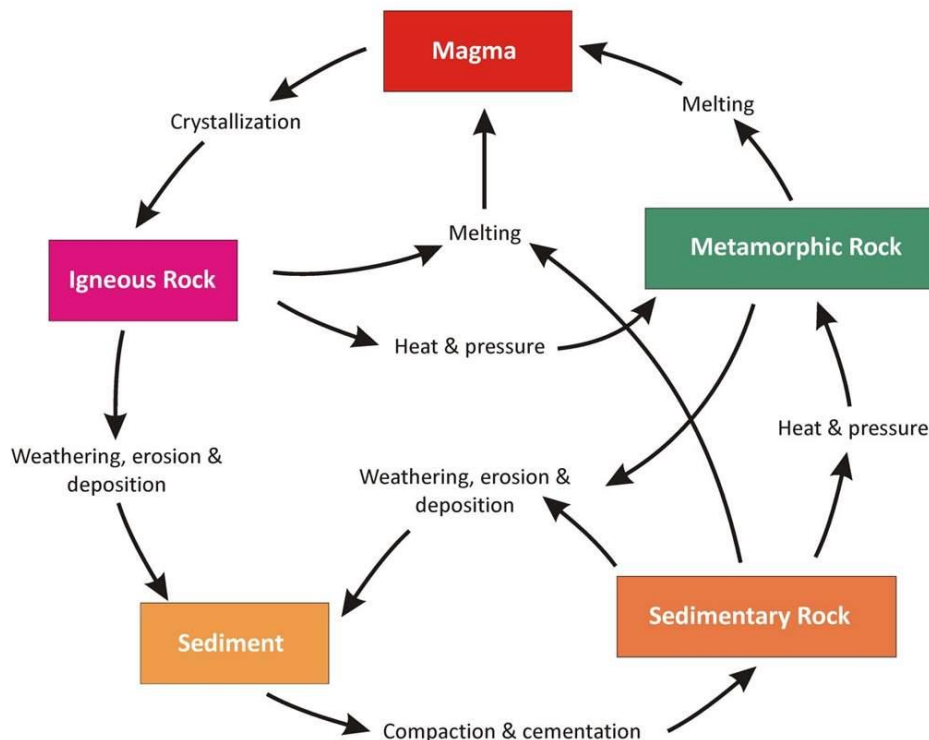 Magma
Melting
Crystallization
Melting
Metamorphic Rock
Igneous Rock
Heat & pressure
Heat & pressure
Weathering, erosion &
deposition
Weathering, erosion &
deposition
Sediment
Sedimentary Rock
Compaction & cementation